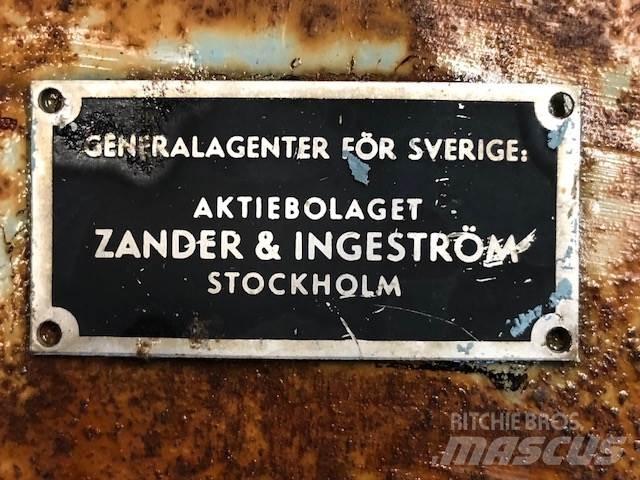 GENERALAGENTER FÖR SVERIGE:
AKTIEBOLAGET
ZANDER & INGESTRÖM
STOCKHOLM
RITCHIE BROS.
MASCUS